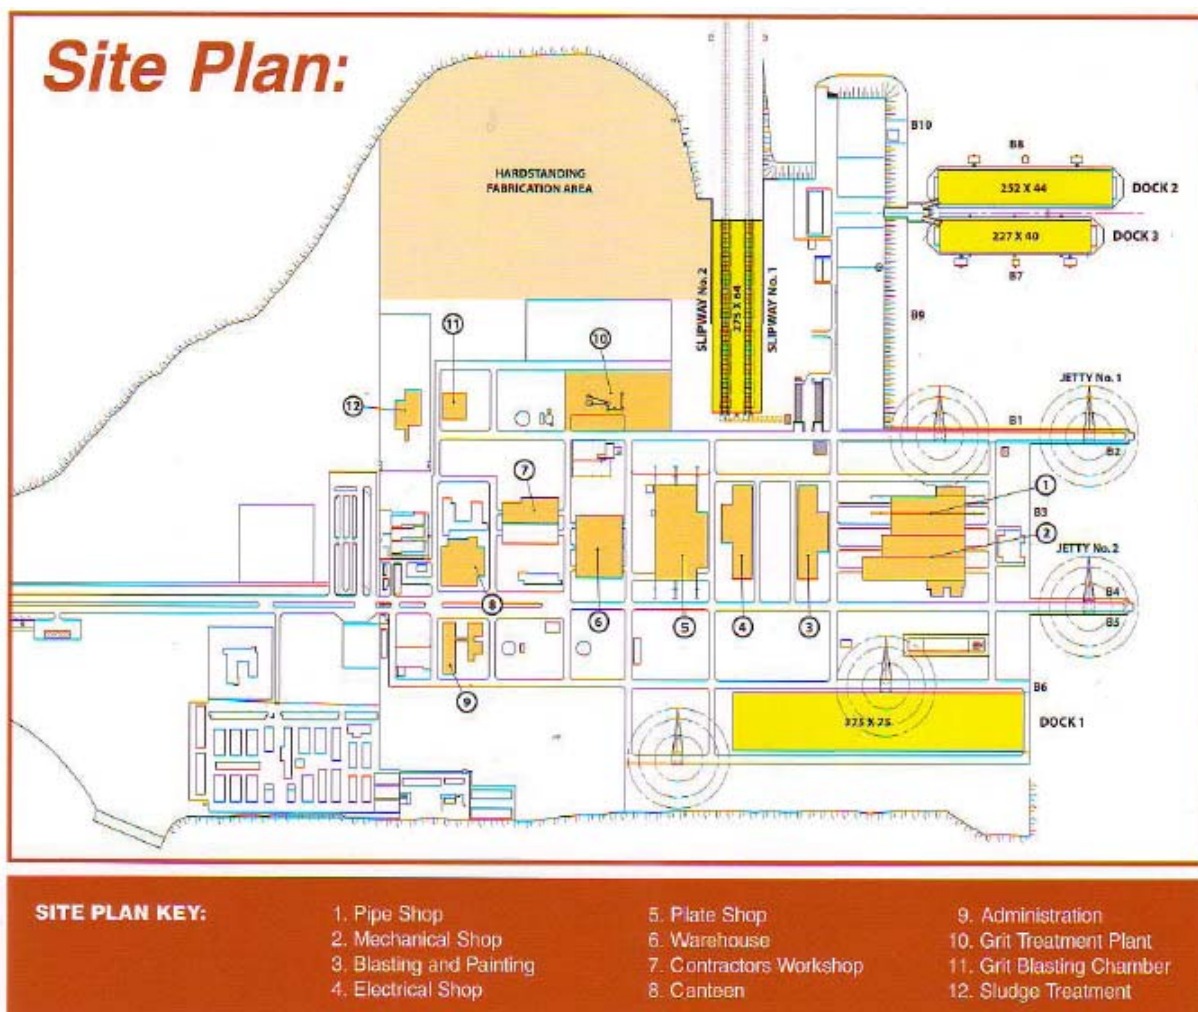 Site Plan:
HARDSTANDING
FABRICATION AREA
B10
B8
252 X 44
DOCK 2
227 X 40
DOCK 3
B7
SLIPWAY No. 2
275 X 64
SLIPWAY No. 1
B9
11
10
12
JETTY No. 1
B1
B2
7
1
B3
2
JETTY No. 2
8
6
5
4
3
B4
B5
9
B6
375 X 75
DOCK 1
SITE PLAN KEY:
1. Pipe Shop
2. Mechanical Shop
3. Blasting and Painting
4. Electrical Shop
5. Plate Shop
6. Warehouse
7. Contractors Workshop
8. Canteen
9. Administration
10. Grit Treatment Plant
11. Grit Blasting Chamber
12. Sludge Treatment